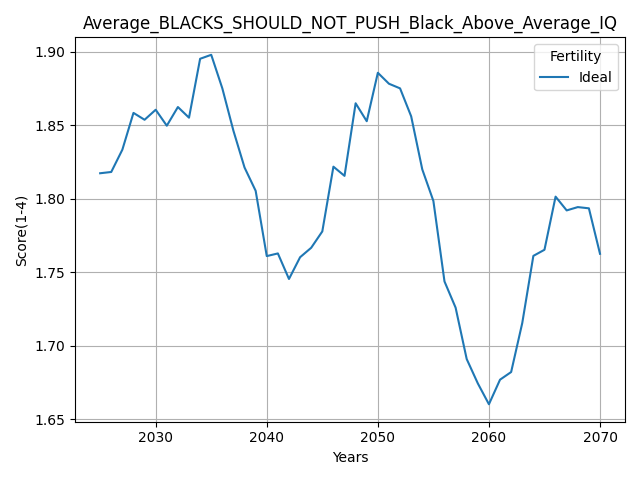 Average_BLACKS_SHOULD_NOT_PUSH_Black_Above_Average_IQ
Fertility
Ideal
Score(1-4)
1.90
1.85
1.80
1.75
1.70
1.65
2030 2040 2050 2060 2070
Years